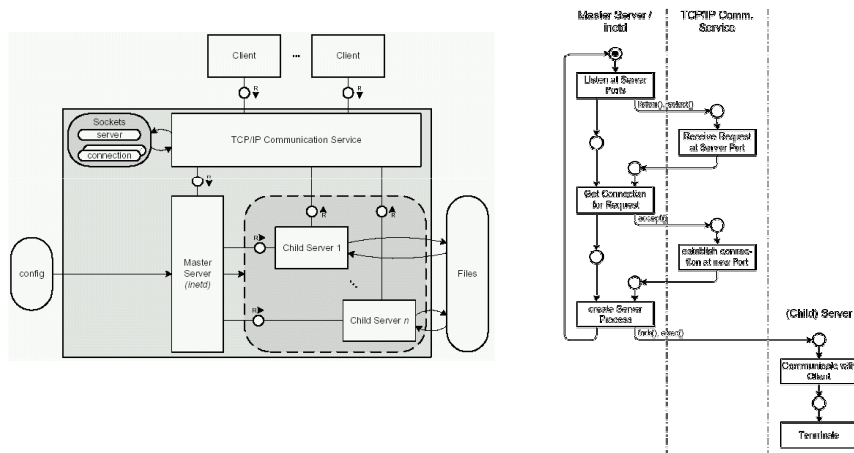 Client
...
Client
R
R
Sockets
server
connection
TCP/IP Communication Service
R
R
R
config
Master
Server
(inetd)
R
Child Server 1
Files
R
Child Server n
Master Server /
inetd
TCP/IP Comm.
Service
Listen at Server
Ports
listen(), select()
Receive Request
at Server Port
Get Connection
for Request
accept()
establish connec-
tion at new Port
create Server
Process
fork(), exec()
(Child) Server
Communicate with
Client
Terminate